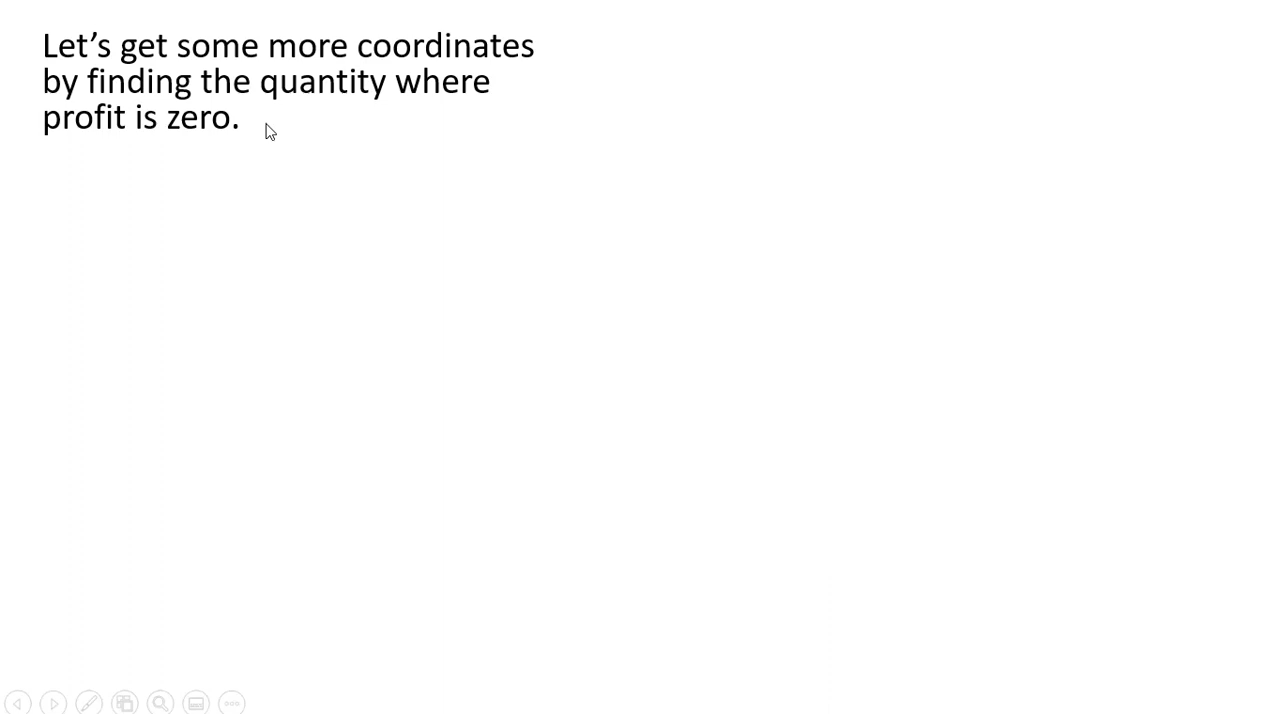 Let’s get some more coordinates
by finding the quantity where
profit is zero.